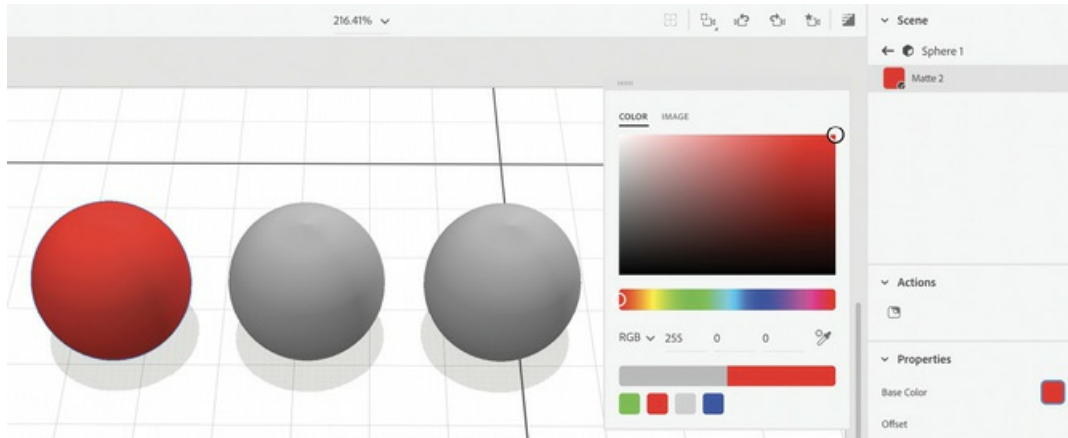 216.41%
Scene
Sphere 1
Matte 2
COLOR IMAGE
RGB 255 0 0
Actions
Properties
Base Color
Offset